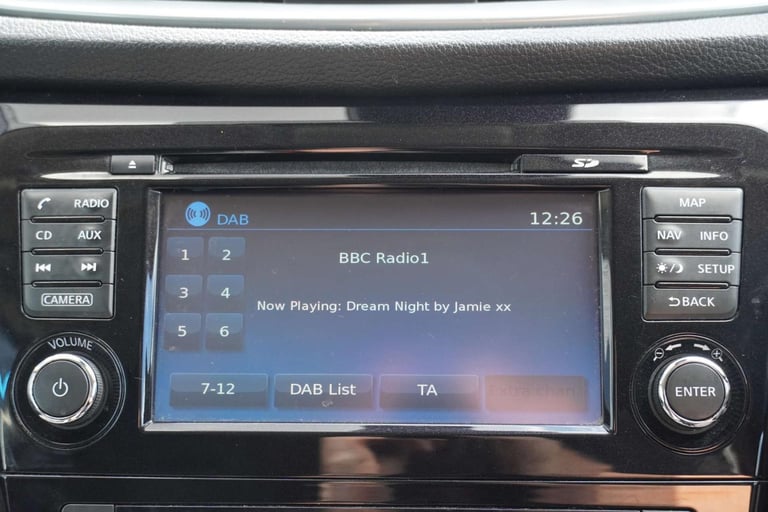 SD
RADIO
CD AUX
CAMERA
VOLUME
DAB 12:26
1 2
BBC Radio1
3 4
Now Playing: Dream Night by Jamie xx
5 6
7-12 DAB List TA
MAP
NAV INFO
SETUP
BACK
ENTER